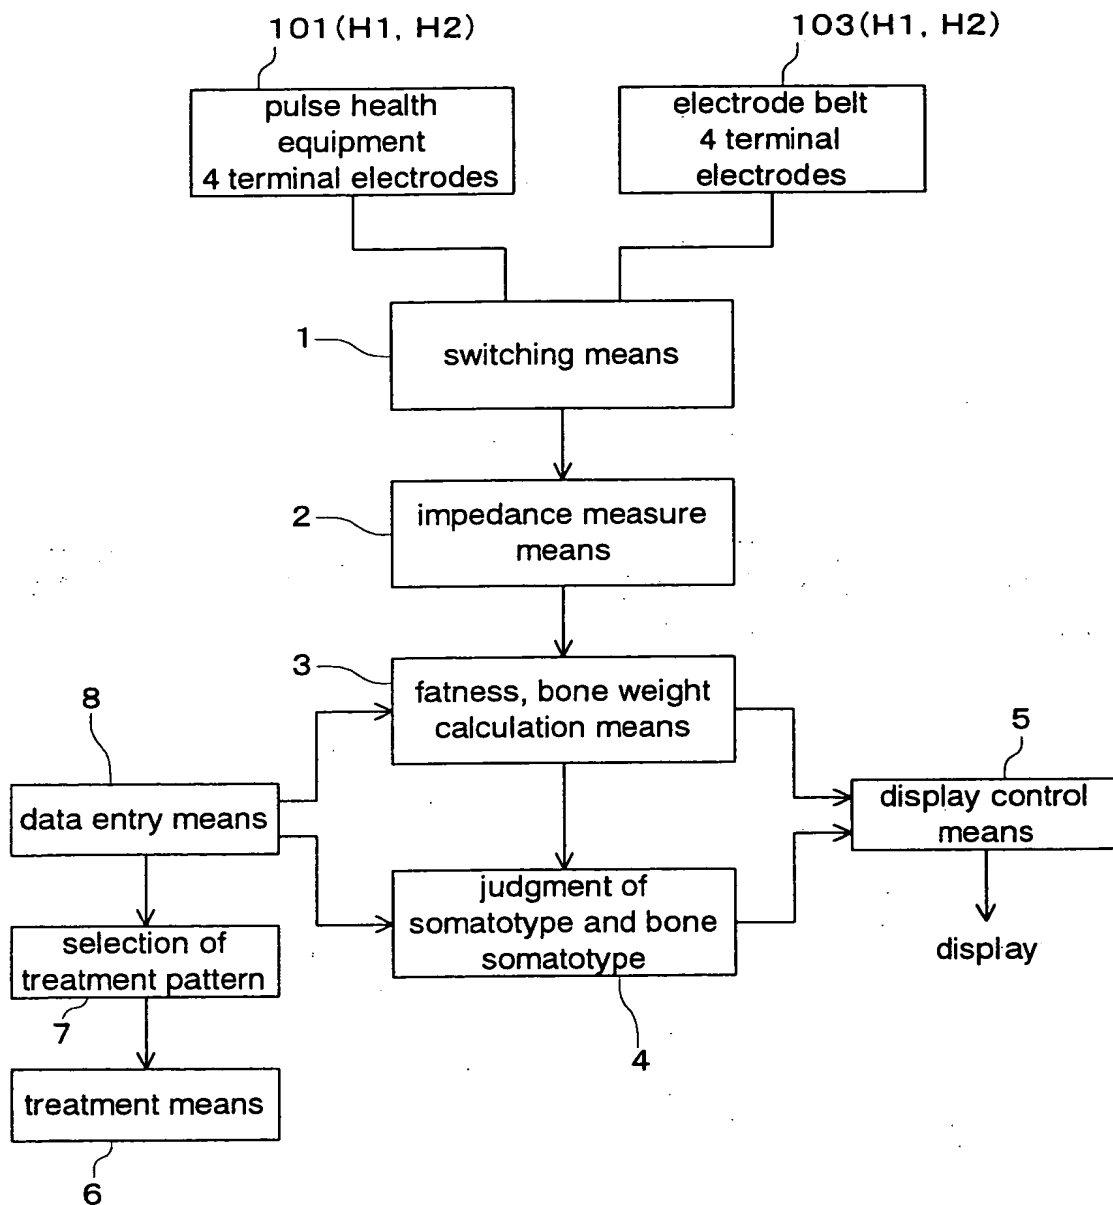 101(H1, H2)
103(H1, H2)
pulse health
equipment
4 terminal electrodes
electrode belt
4 terminal
electrodes
1
switching means
2
impedance measure
means
3
fatness, bone weight
calculation means
8
data entry means
5
display control
means
judgment of
somatotype and bone
somatotype
4
display
selection of
treatment pattern
7
treatment means
6